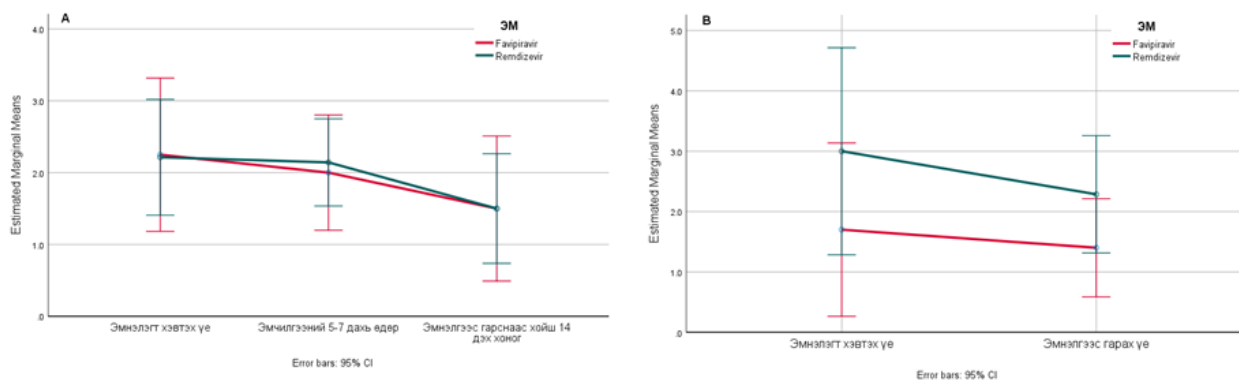 A
ЭМ
Favipiravir
Remdizevir
4.0
3.0
2.0
1.0
.0
Estimated Marginal Means
Эмнэлэгт хэвтэх үе
Эмчилгээний 5-7 дахь өдөр
Эмнэлгээс гарснаас хойш 14
дэх хоног
Error bars: 95% CI
B
ЭМ
Favipiravir
Remdizevir
5.0
4.0
3.0
2.0
1.0
.0
Estimated Marginal Means
Эмнэлэгт хэвтэх үе
Эмнэлгээс гарах үе
Error bars: 95% CI